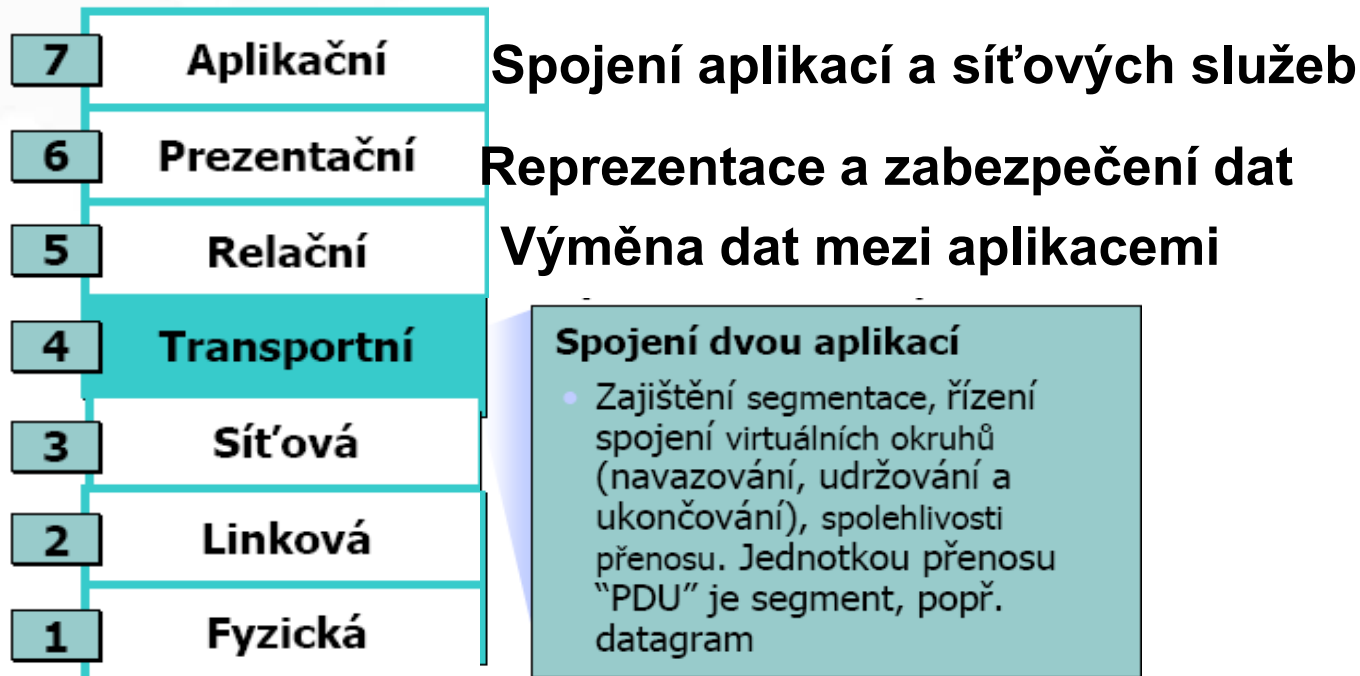 7 Aplikační Spojení aplikací a síťových služeb
6 Prezentační Reprezentace a zabezpečení dat
5 Relační Výměna dat mezi aplikacemi
4 Transportní
Spojení dvou aplikací
• Zajištění segmentace, řízení
spojení virtuálních okruhů
(navazování, udržování a
ukončování), spolehlivosti
přenosu. Jednotkou přenosu
“PDU” je segment, popř.
datagram
3 Síťová
2 Linková
1 Fyzická